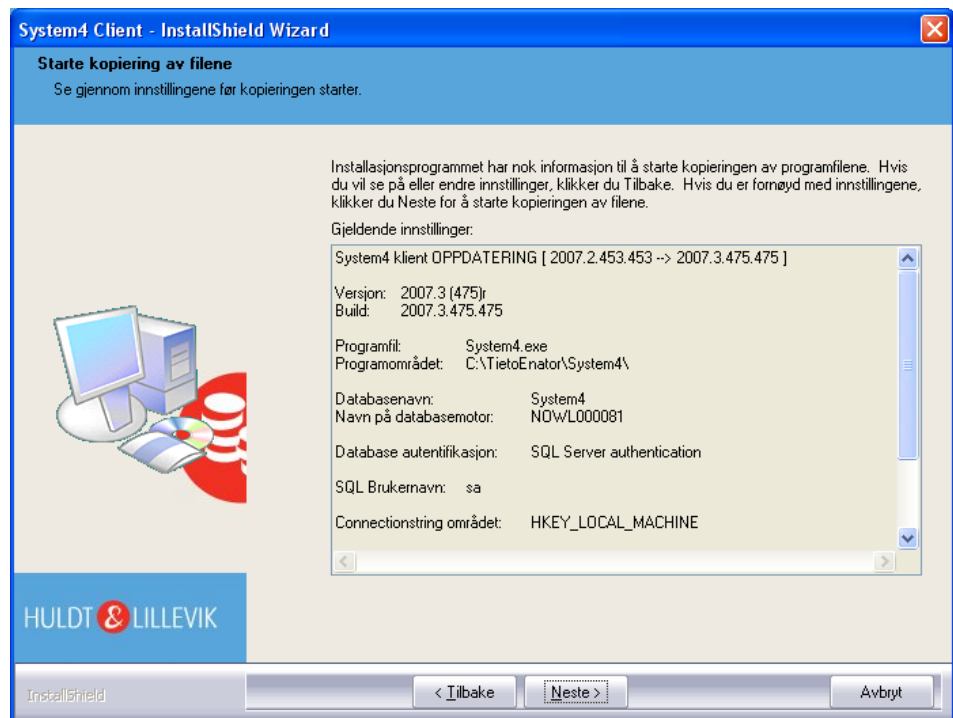 System4 Client - InstallShield Wizard
Starte kopiering av filene
Se gjennom innstillingene før kopieringen starter.
Installasjonsprogrammet har nok informasjon til å starte kopieringen av programfilene. Hvis
du vil se på eller endre innstillinger, klikker du Tilbake. Hvis du er fornøyd med innstillingene,
klikker du Neste for å starte kopieringen av filene.
Gjeldende innstillinger:
System4 klient OPPDATERING [ 2007.2.453.453 --> 2007.3.475.475 ]
Versjon: 2007.3 (475)r
Build: 2007.3.475.475
Programfil: System4.exe
Programområdet: C:\TietoEnator\System4\
Databasenavn: System4
Navn på databasemotor: NOWL000081
Database autentifikasjon: SQL Server authentication
SQL Brukernavn: sa
Connectionstring området: HKEY_LOCAL_MACHINE
HULDT & LILLEVIK
InstallShield
< Tilbake
Neste >
Avbryt